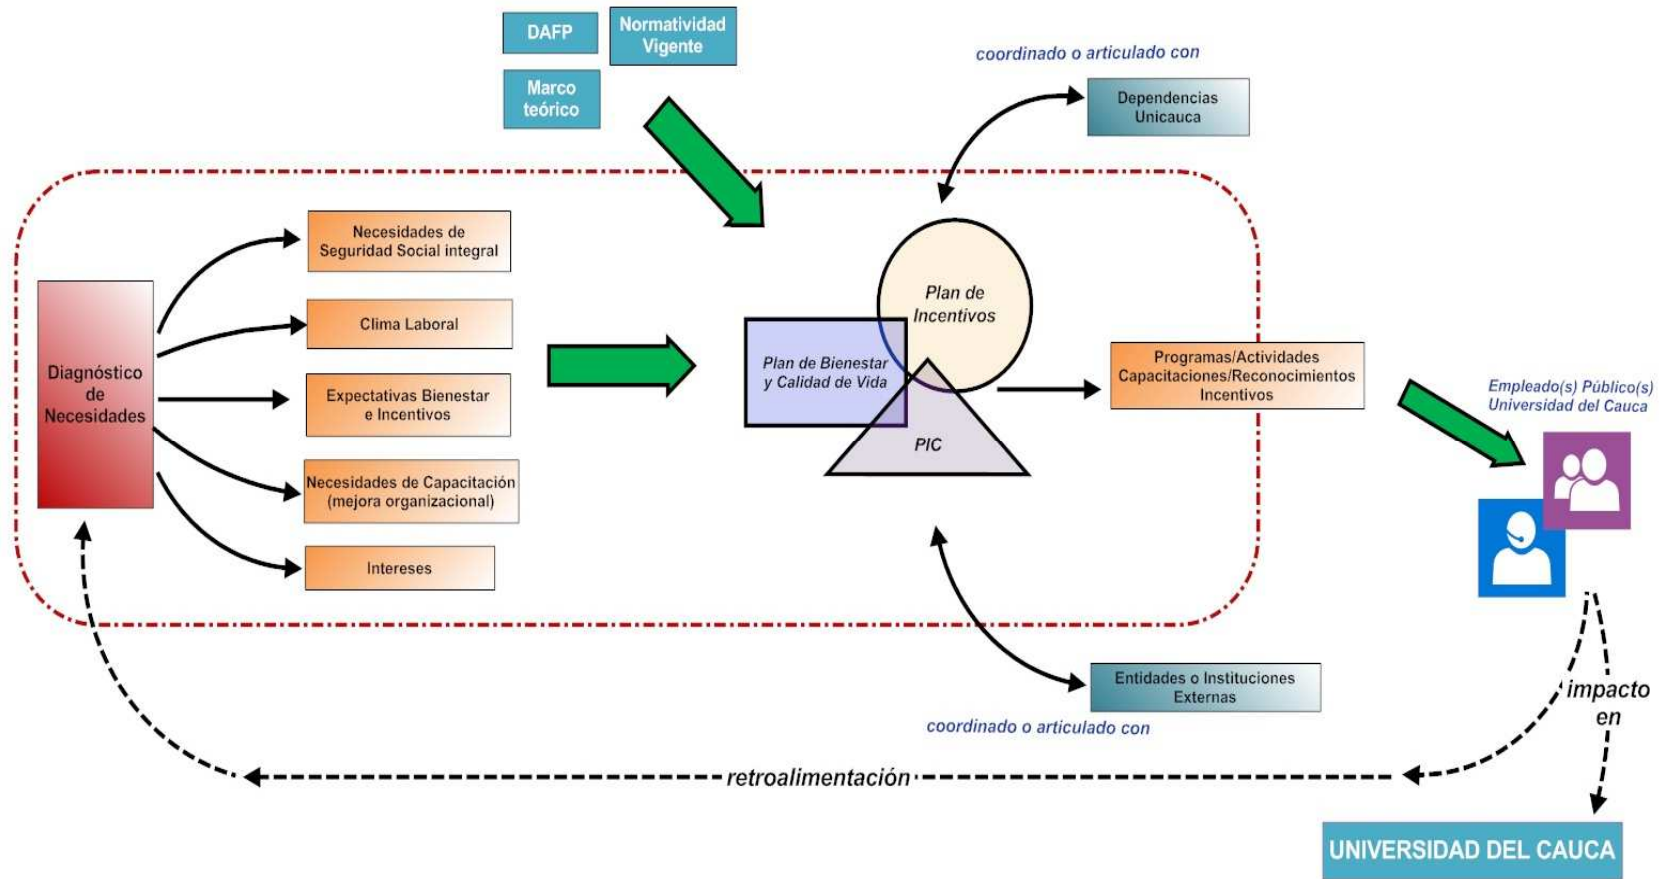 DAFP
Normatividad
Vigente
Marco
teórico
coordinado o articulado con
Dependencias
Unicauca
Diagnóstico
de
Necesidades
Necesidades de
Seguridad Social integral
Clima Laboral
Expectativas Bienestar
e Incentivos
Necesidades de Capacitación
(mejora organizacional)
Intereses
Plan de
Incentivos
Plan de Bienestar
y Calidad de Vida
PIC
Programas/Actividades
Capacitaciones/Reconocimientos
Incentivos
Empleado(s) Público(s)
Universidad del Cauca
Entidades o Instituciones
Externas
coordinado o articulado con
impacto
en
retroalimentación
UNIVERSIDAD DEL CAUCA